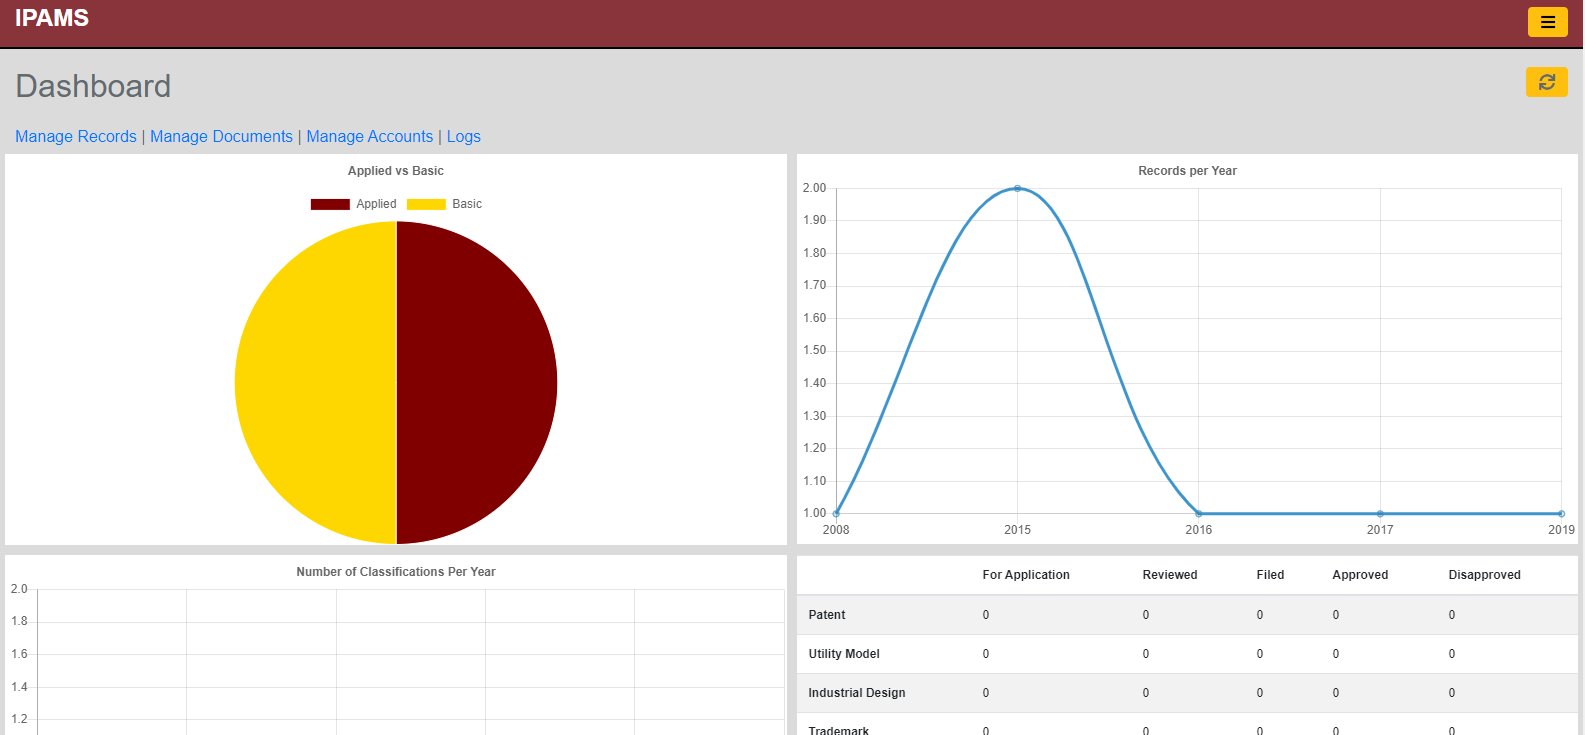 IPAMS
Dashboard
Manage Records | Manage Documents | Manage Accounts | Logs
Applied vs Basic
Applied Basic
Records per Year
2.00
1.90
1.80
1.70
1.60
1.50
1.40
1.30
1.20
1.10
1.00
2008 2015 2016 2017 2019
Number of Classifications Per Year
2.0
1.8
1.6
1.4
1.2
For Application Reviewed Filed Approved Disapproved
Patent 0 0 0 0 0
Utility Model 0 0 0 0 0
Industrial Design 0 0 0 0 0
Trademark 0 0 0 0 0